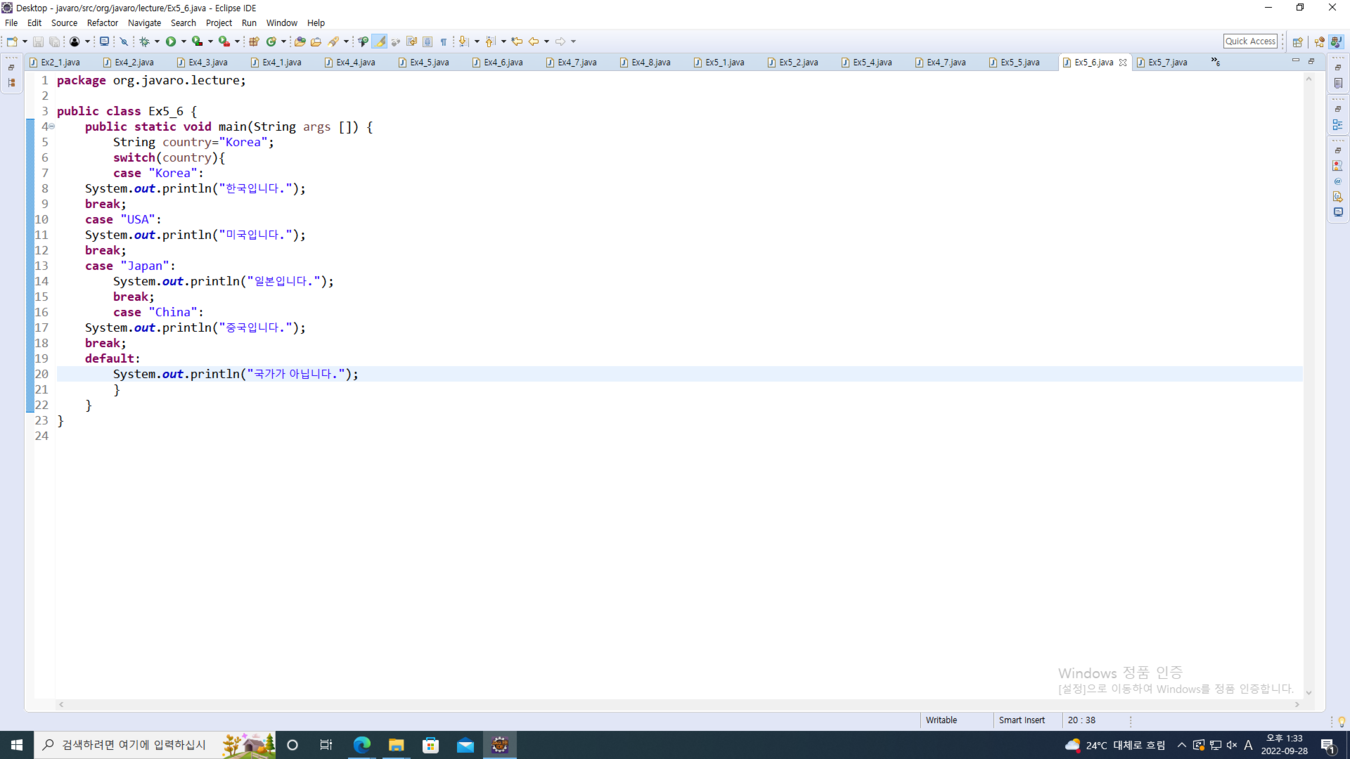 Desktop - javaro/src/org/javaro/lecture/Ex5_6.java - Eclipse IDE
File Edit Source Refactor Navigate Search Project Run Window Help
Quick Access
Ex2_1.java Ex4_2.java Ex4_3.java Ex4_1.java Ex4_4.java Ex4_5.java Ex4_6.java Ex4_7.java Ex4_8.java Ex5_1.java Ex5_2.java Ex5_4.java Ex4_7.java Ex5_5.java Ex5_6.java Ex5_7.java »6
1 package org.javaro.lecture;
2
3 public class Ex5_6 {
4 public static void main(String args []) {
5 String country="Korea";
6 switch(country){
7 case "Korea":
8 System.out.println("한국입니다.");
9 break;
10 case "USA":
11 System.out.println("미국입니다.");
12 break;
13 case "Japan":
14 System.out.println("일본입니다.");
15 break;
16 case "China":
17 System.out.println("중국입니다.");
18 break;
19 default:
20 System.out.println("국가가 아닙니다.");
21 }
22 }
23 }
24
Windows 정품 인증
[설정]으로 이동하여 Windows를 정품 인증합니다.
Writable Smart Insert 20 : 38
검색하려면 여기에 입력하십시 24°C 대체로 흐림 A 오후 1:33
2022-09-28 1